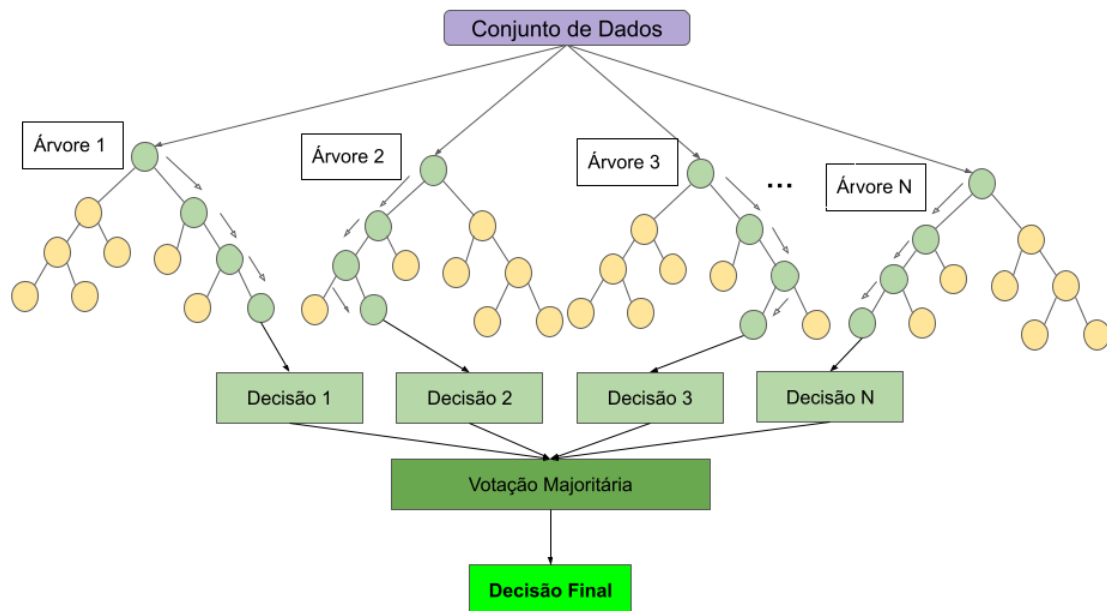 Conjunto de Dados
Árvore 1
Árvore 2
Árvore 3
...
Árvore N
Decisão 1
Decisão 2
Decisão 3
Decisão N
Votação Majoritária
Decisão Final